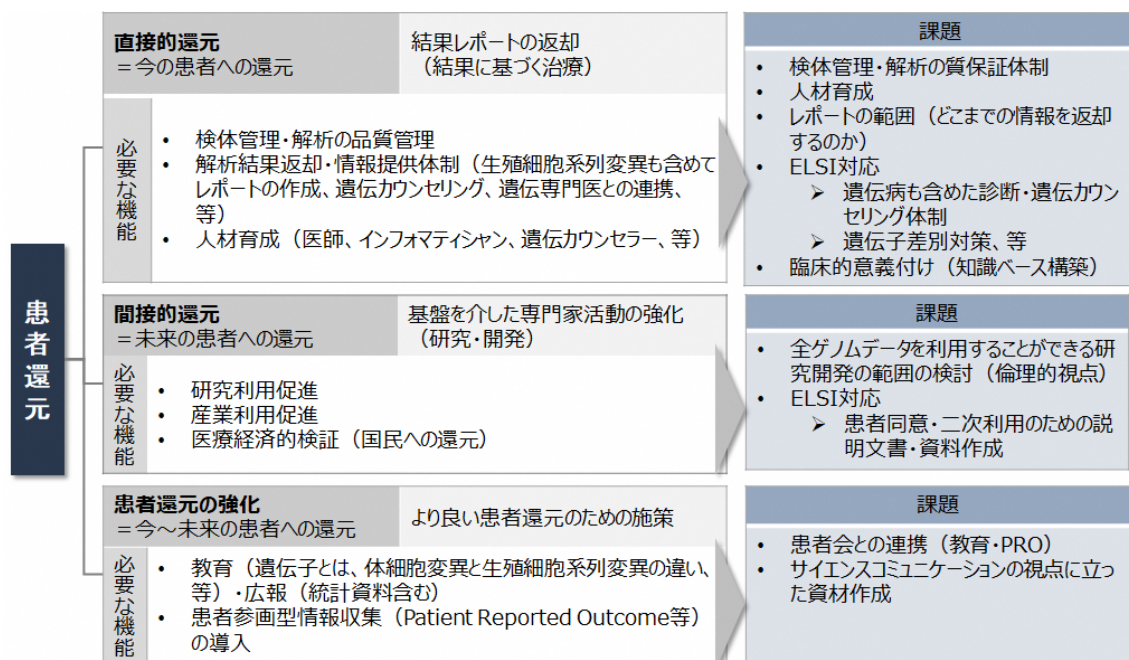 患者還元
直接的還元
＝今の患者への還元
結果レポートの返却
（結果に基づく治療）
必要な機能
• 検体管理・解析の品質管理
• 解析結果返却・情報提供体制（生殖細胞系列変異も含めて
レポートの作成、遺伝カウンセリング、遺伝専門医との連携、
等）
• 人材育成（医師、インフォマティシャン、遺伝カウンセラー、等）
課題
• 検体管理・解析の質保証体制
• 人材育成
• レポートの範囲（どこまでの情報を返却
するのか）
• ELSI対応
➢ 遺伝病も含めた診断・遺伝カウン
セリング体制
➢ 遺伝子差別対策、等
• 臨床的意義付け（知識ベース構築）
間接的還元
＝未来の患者への還元
基盤を介した専門家活動の強化
（研究・開発）
必要な機能
• 研究利用促進
• 産業利用促進
• 医療経済的検証（国民への還元）
課題
• 全ゲノムデータを利用することができる研
究開発の範囲の検討（倫理的視点）
• ELSI対応
➢ 患者同意・二次利用のための説
明文書・資料作成
患者還元の強化
＝今～未来の患者への還元
より良い患者還元のための施策
必要な機能
• 教育（遺伝子とは、体細胞変異と生殖細胞系列変異の違い、
等）・広報（統計資料含む）
• 患者参画型情報収集（Patient Reported Outcome等）
の導入
課題
• 患者会との連携（教育・PRO）
• サイエンスコミュニケーションの視点に立っ
た資材作成